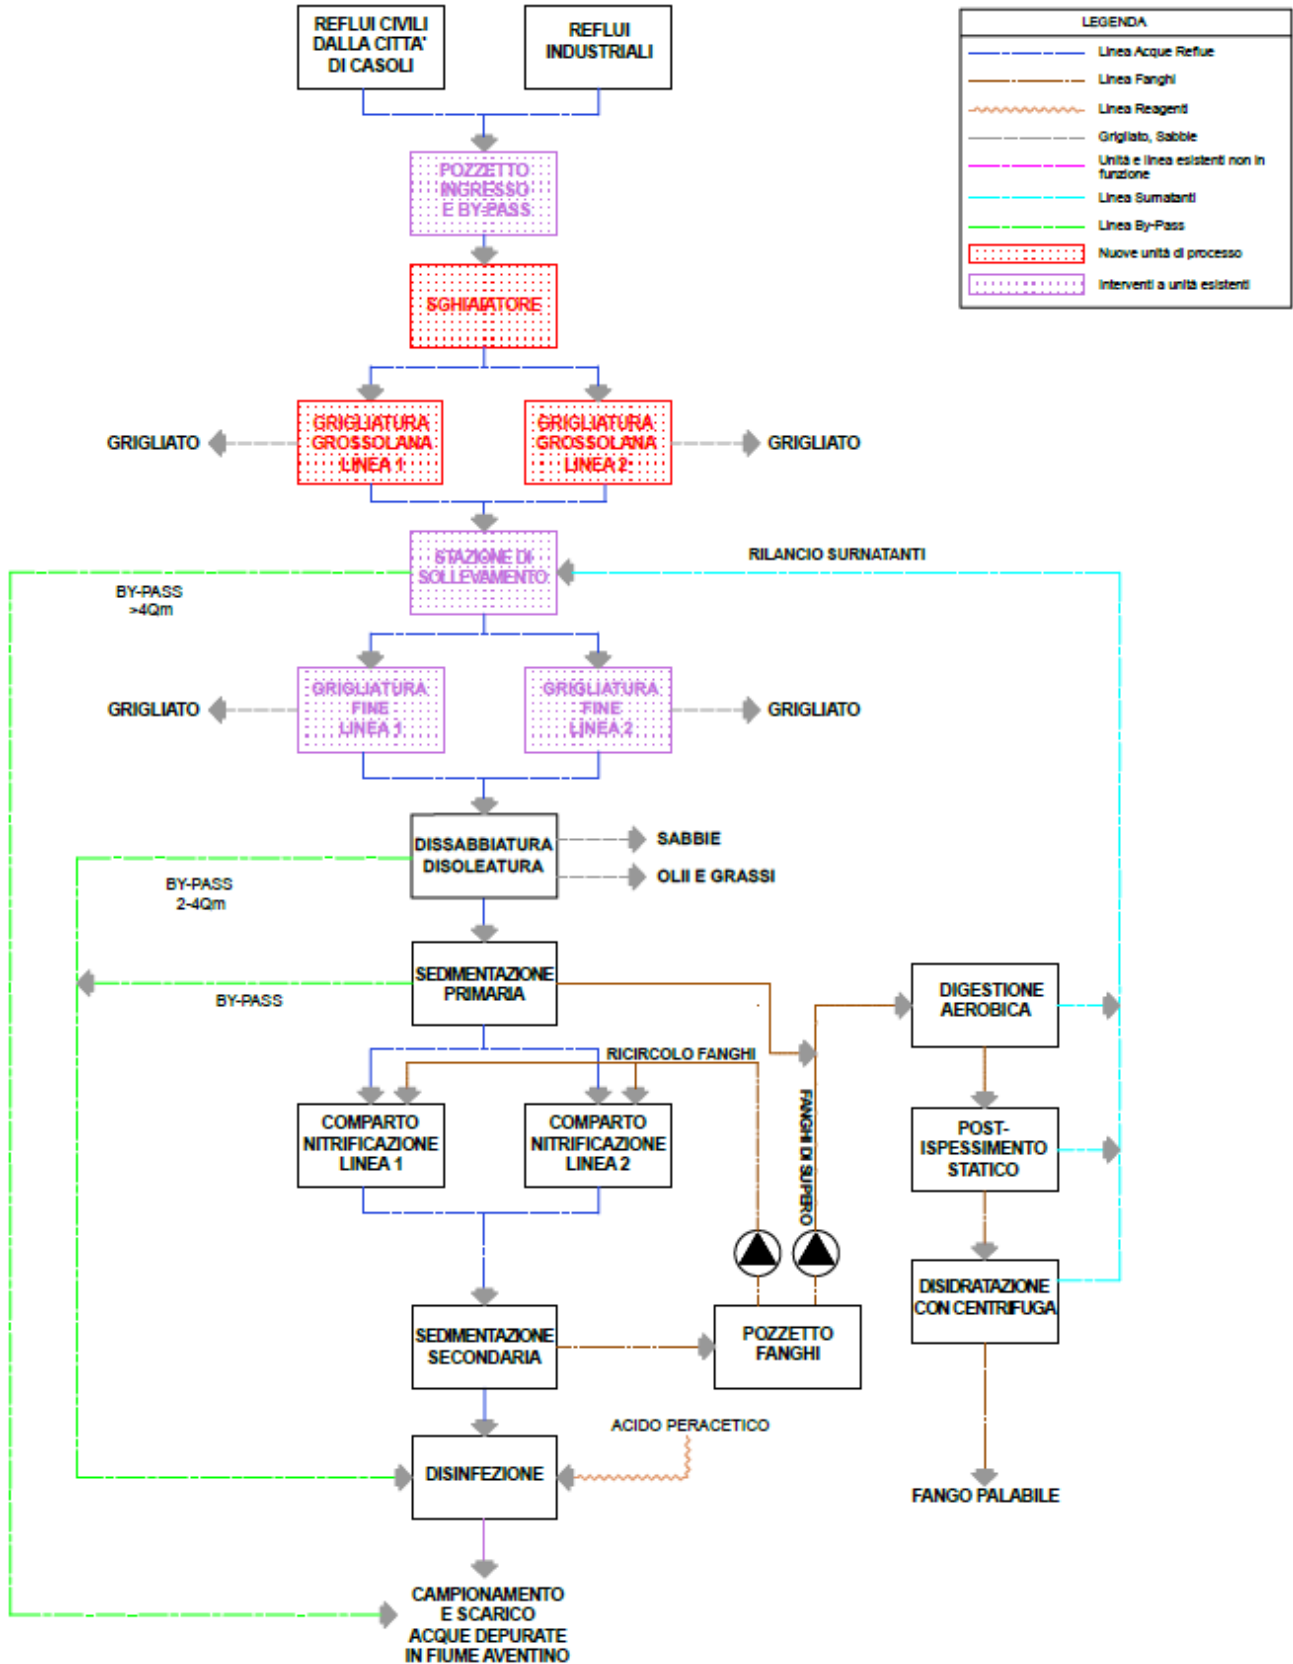 REFLUI CIVILI
DALLA CITTA'
DI CASOLI
REFLUI
INDUSTRIALI
LEGENDA
Linea Acque Reflue
Linea Fanghi
Linea Reagenti
Grigliato, Sabbie
Unità e linea esistenti non in
funzione
Linea Surnatanti
Linea By-Pass
Nuove unità di processo
Interventi a unità esistenti
POZZETTO
INGRESSO
E BY-PASS
SGHIAIATORE
GRIGLIATO
GRIGLIATURA
GROSSOLANA
LINEA 1
GRIGLIATURA
GROSSOLANA
LINEA 2
GRIGLIATO
STAZIONE DI
SOLLEVAMENTO
RILANCIO SURNATANTI
BY-PASS
>4Qm
GRIGLIATO
GRIGLIATURA
FINE
LINEA 1
GRIGLIATURA
FINE
LINEA 2
GRIGLIATO
DISSABBIATURA
DISOLEATURA
SABBIE
OLII E GRASSI
BY-PASS
2-4Qm
SEDIMENTAZIONE
PRIMARIA
BY-PASS
DIGESTIONE
AEROBICA
RICIRCOLO FANGHI
FANGHI DI SUPERO
COMPARTO
NITRIFICAZIONE
LINEA 1
COMPARTO
NITRIFICAZIONE
LINEA 2
POST-
ISPESSIMENTO
STATICO
DISIDRATAZIONE
CON CENTRIFUGA
SEDIMENTAZIONE
SECONDARIA
POZZETTO
FANGHI
ACIDO PERACETICO
DISINFEZIONE
FANGO PALABILE
CAMPIONAMENTO
E SCARICO
ACQUE DEPURATE
IN FIUME AVENTINO